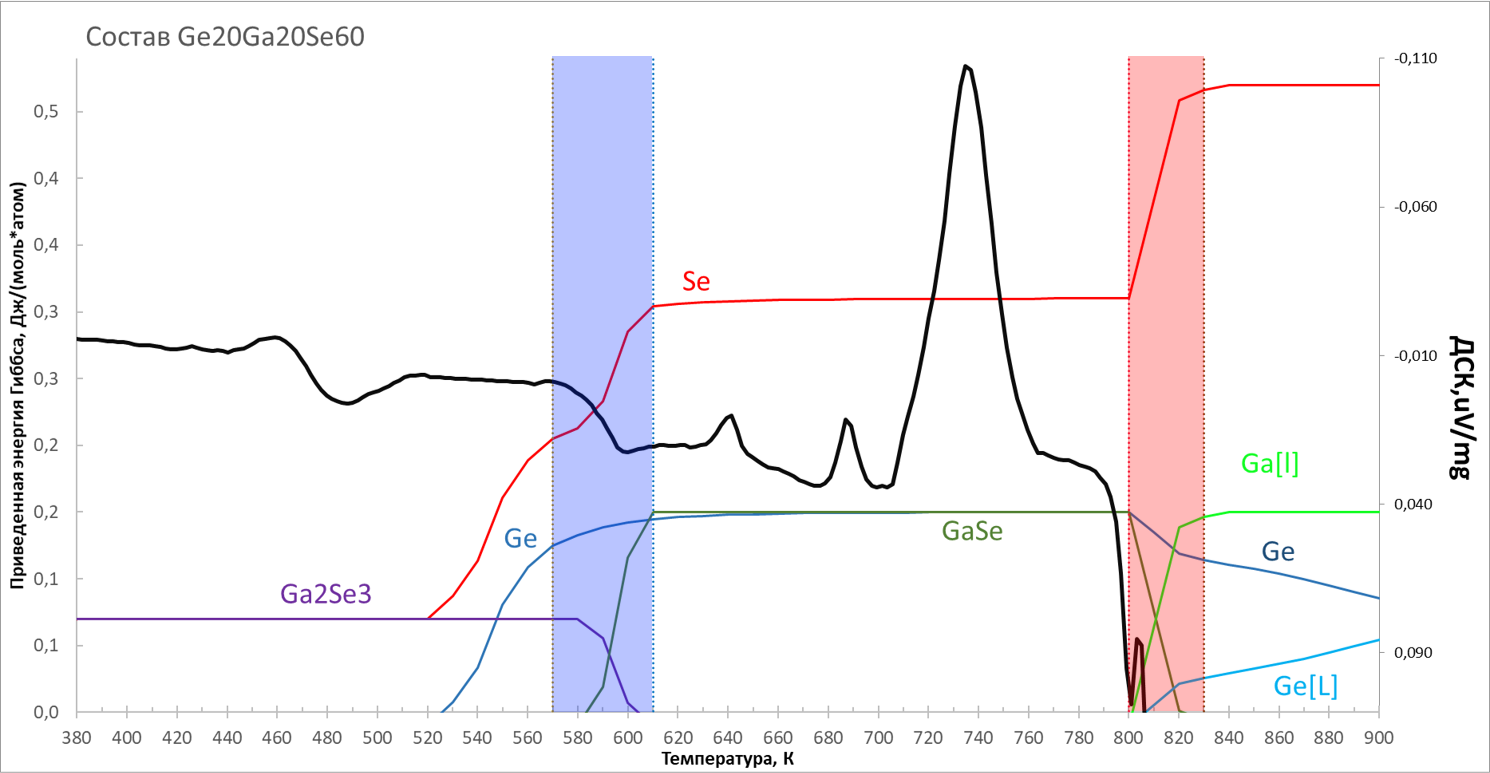 Состав Ge20Ga20Se60
Приведенная энергия Гиббса, Дж/(моль*атом)
0,5
0,4
0,4
0,3
0,3
0,2
0,2
0,1
0,1
0,0
-0,110
-0,060
-0,010
0,040
0,090
ДСК,uV/mg
Se
Ga[l]
Ge
GaSe
Ge
Ga2Se3
Ge[L]
380 400 420 440 460 480 500 520 540 560 580 600 620 640 660 680 700 720 740 760 780 800 820 840 860 880 900
Температура, К